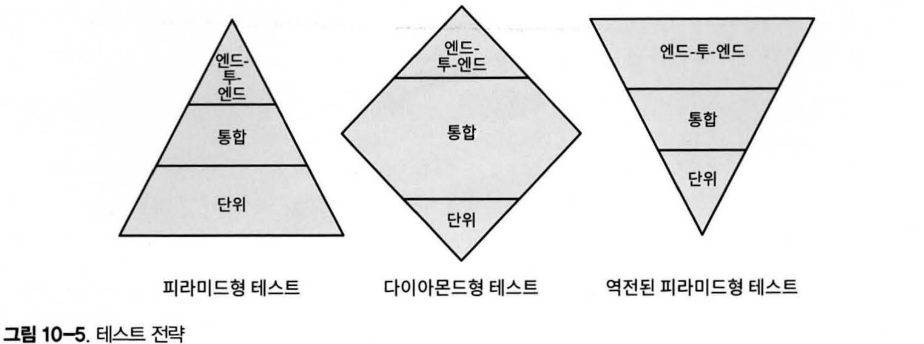 엔드-
투-
엔드
통합
단위
피라미드형 테스트
엔드-
투-엔드
통합
단위
다이아몬드형 테스트
엔드-투-엔드
통합
단위
역전된 피라미드형 테스트
그림 10-5. 테스트 전략